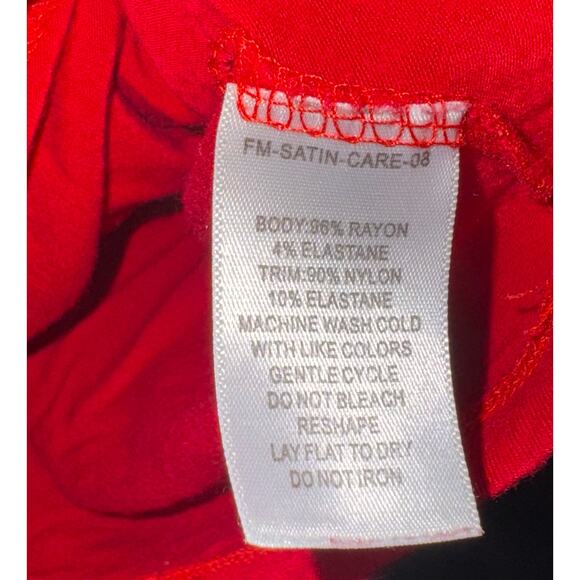 FM-SATIN-CARE-08
BODY:96% RAYON
4% ELASTANE
TRIM:90% NYLON
10% ELASTANE
MACHINE WASH COLD
WITH LIKE COLORS
GENTLE CYCLE
DO NOT BLEACH
RESHAPE
LAY FLAT TO DRY
DO NOT IRON